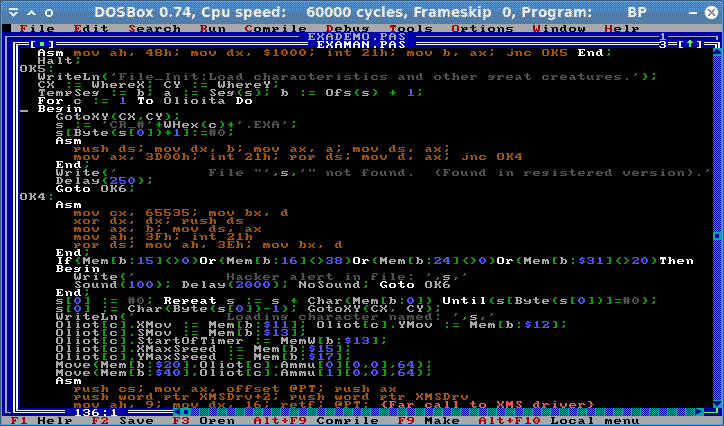 DOSBox 0.74, Cpu speed: 60000 cycles, Frameskip 0, Program: BP
File Edit Search Run Compile Debug Tools Options Window Help
EXADEMO.PAS 1
EXAMAN.PAS 3=[↑]
Asm mov ah, 48h; mov dx, $1000; int 21h; mov b, ax; jnc OK5 End;
Halt;
OK5:
WriteLn('File_Init:Load characteristics and other great creatures.');
CX := WhereX; CY := WhereY;
TempSeg := b; a := Seg(s); b := Ofs(s) + 1;
For c := 1 To Olioita Do
Begin
GotoXY(CX,CY);
s := 'CR_#'+WHex(c)+'.EXA';
s[Byte(s[0])+1]:=#0;
Asm
push ds; mov dx, b; mov ax, a; mov ds, ax;
mov ax, 3D00h; int 21h; pop ds; mov d, ax; jnc OK4
End;
Write(' File "',s,'" not found. (Found in registered version).'
Delay(250);
Goto OK6;
OK4:
Asm
mov cx, 65535; mov bx, d
xor dx, dx; push ds
mov ax, b; mov ds, ax
mov ah, 3Fh; int 21h
pop ds; mov ah, 3Eh; mov bx, d
End;
If(Mem[b:15]<>0)Or(Mem[b:16]<>38)Or(Mem[b:24]<>0)Or(Mem[b:$31]<>20)Then
Begin
Write(' Hacker alert in file: ',s,'
Sound(100); Delay(2000); NoSound; Goto OK6
End;
s[0] := #0; Repeat s := s + Char(Mem[b:0]) Until(s[Byte(s[0])]=#0);
s[0] := Char(Byte(s[0])-1); GotoXY(CX, CY);
WriteLn(' Loading character named: ',s,'
Oliot[c].XMov := Mem[b:$11]; Oliot[c].YMov := Mem[b:$12];
Oliot[c].SMov := Mem[b:$13];
Oliot[c].StartOfTimer := MemW[b:$13];
Oliot[c].XMaxSpeed := Mem[b:$15];
Oliot[c].YMaxSpeed := Mem[b:$17];
Move(Mem[b:$20],Oliot[c].Ammu[0][0,0],64);
Move(Mem[b:$40],Oliot[c].Ammu[1][0,0],64);
Asm
push cs; mov ax, offset @PT; push ax
push word ptr XMSDrv+2; push word ptr XMSDrv
mov ah, 9; mov dx, 16; retf; @PT: {Far call to XMS driver}
136:1
F1 Help F2 Save F3 Open Alt+F9 Compile F9 Make Alt+F10 Local menu